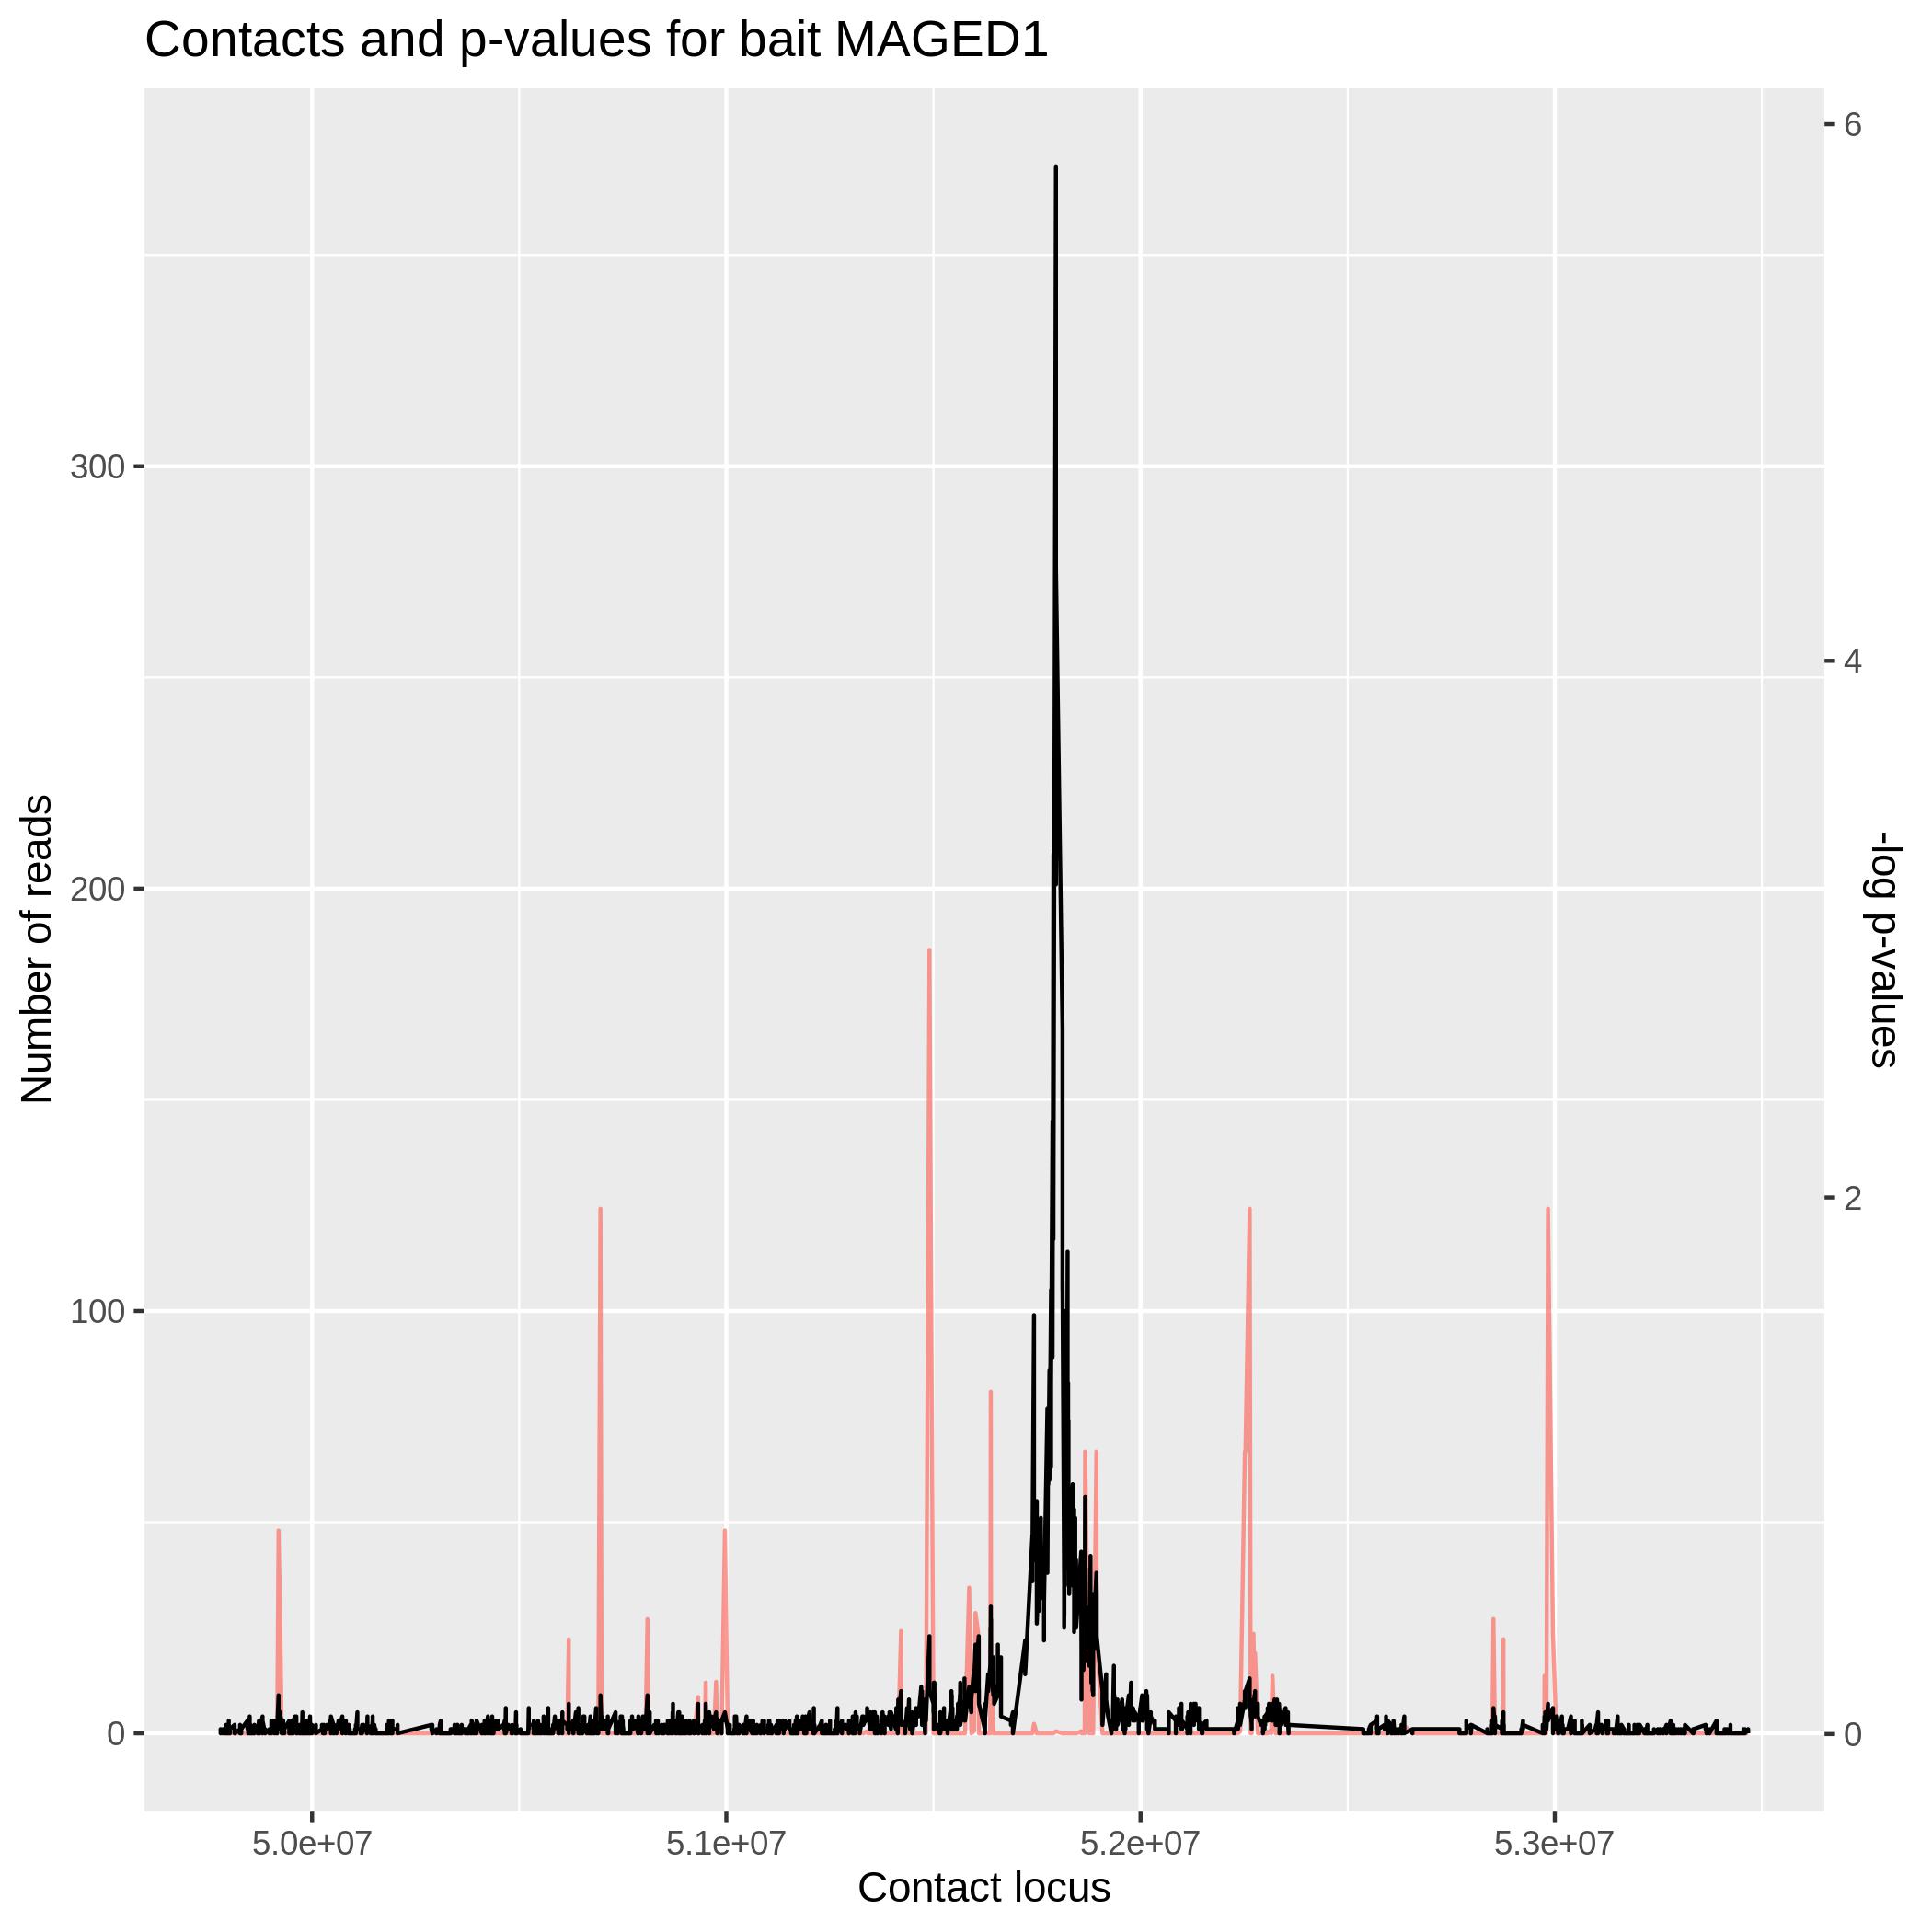 Contacts and p-values for bait MAGED1
Number of reads
300
200
100
0
6
4
2
0
-log p-values
5.0e+07
5.1e+07
5.2e+07
5.3e+07
Contact locus